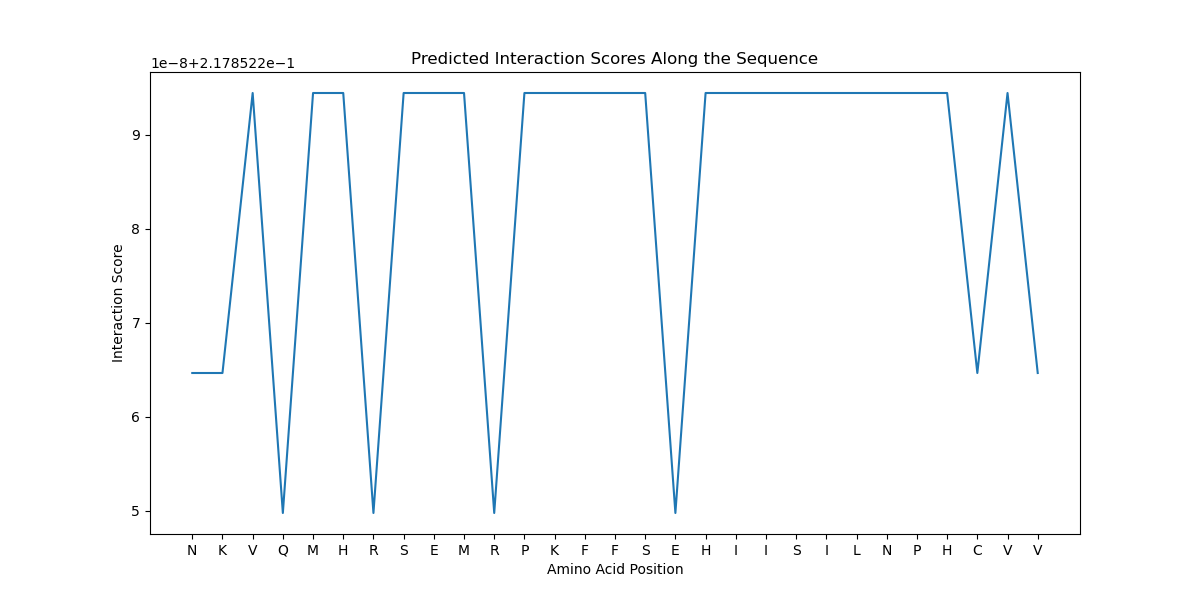 Predicted Interaction Scores Along the Sequence
1e−8+2.178522e−1
9
8
7
6
5
Interaction Score
N K V Q M H R S E M R P K F F S E H I I S I L N P H C V V
Amino Acid Position